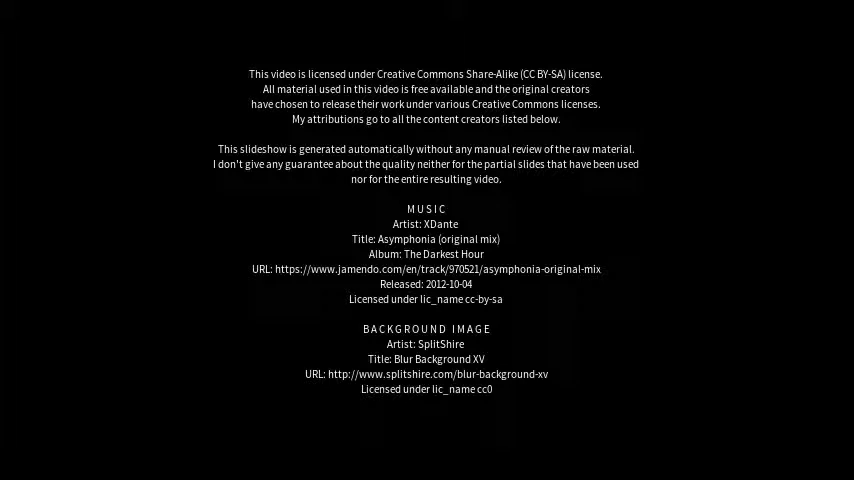 This video is licensed under Creative Commons Share-Alike (CC BY-SA) license.
All material used in this video is free available and the original creators
have chosen to release their work under various Creative Commons licenses.
My attributions go to all the content creators listed below.
This slideshow is generated automatically without any manual review of the raw material.
I don't give any guarantee about the quality neither for the partial slides that have been used
nor for the entire resulting video.
MUSIC
Artist: XDante
Title: Asymphonia (original mix)
Album: The Darkest Hour
URL: https://www.jamendo.com/en/track/970521/asymphonia-original-mix
Released: 2012-10-04
Licensed under lic_name cc-by-sa
BACKGROUND IMAGE
Artist: SplitShire
Title: Blur Background XV
URL: http://www.splitshire.com/blur-background-xv
Licensed under lic_name cc0